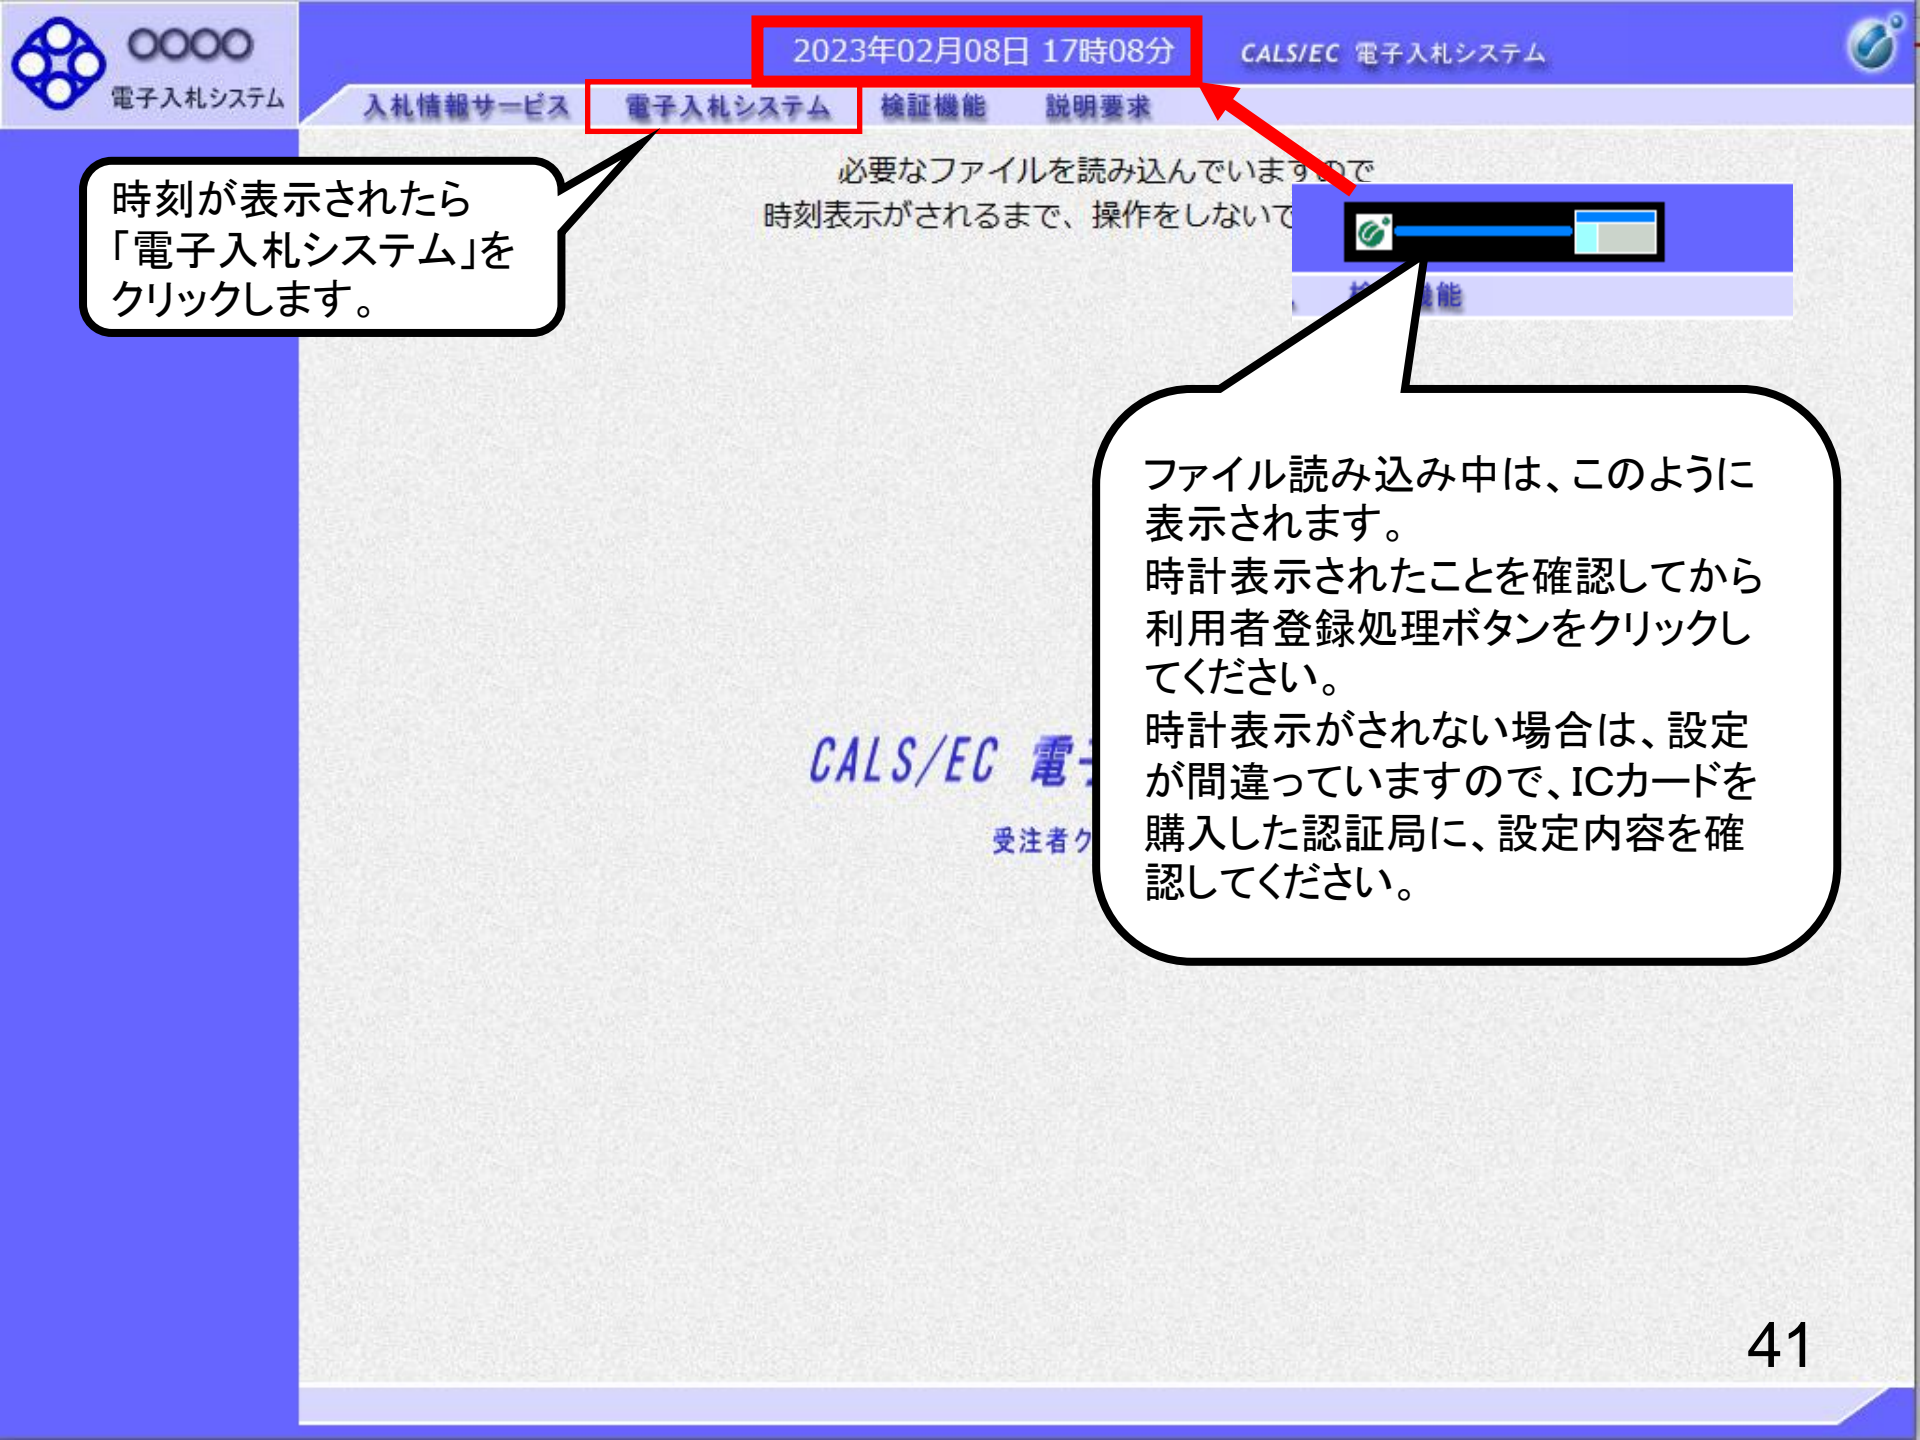 〇〇〇〇
電子入札システム
2023年02月08日 17時08分
CALS/EC 電子入札システム
入札情報サービス 電子入札システム 検証機能 説明要求
必要なファイルを読み込んでいますので
時刻表示がされるまで、操作をしないで
時刻が表示されたら
「電子入札システム」を
クリックします。
機能
ファイル読み込み中は、このように
表示されます。
時計表示されたことを確認してから
利用者登録処理ボタンをクリックし
てください。
時計表示がされない場合は、設定
が間違っていますので、ICカードを
購入した認証局に、設定内容を確
認してください。
CALS/EC 電子
受注者ク
41